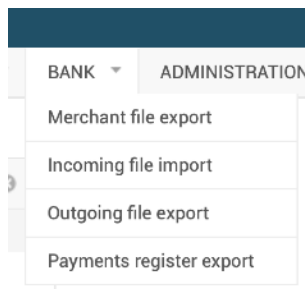 BANK ADMINISTRATION
Merchant file export
Incoming file import
Outgoing file export
Payments register export